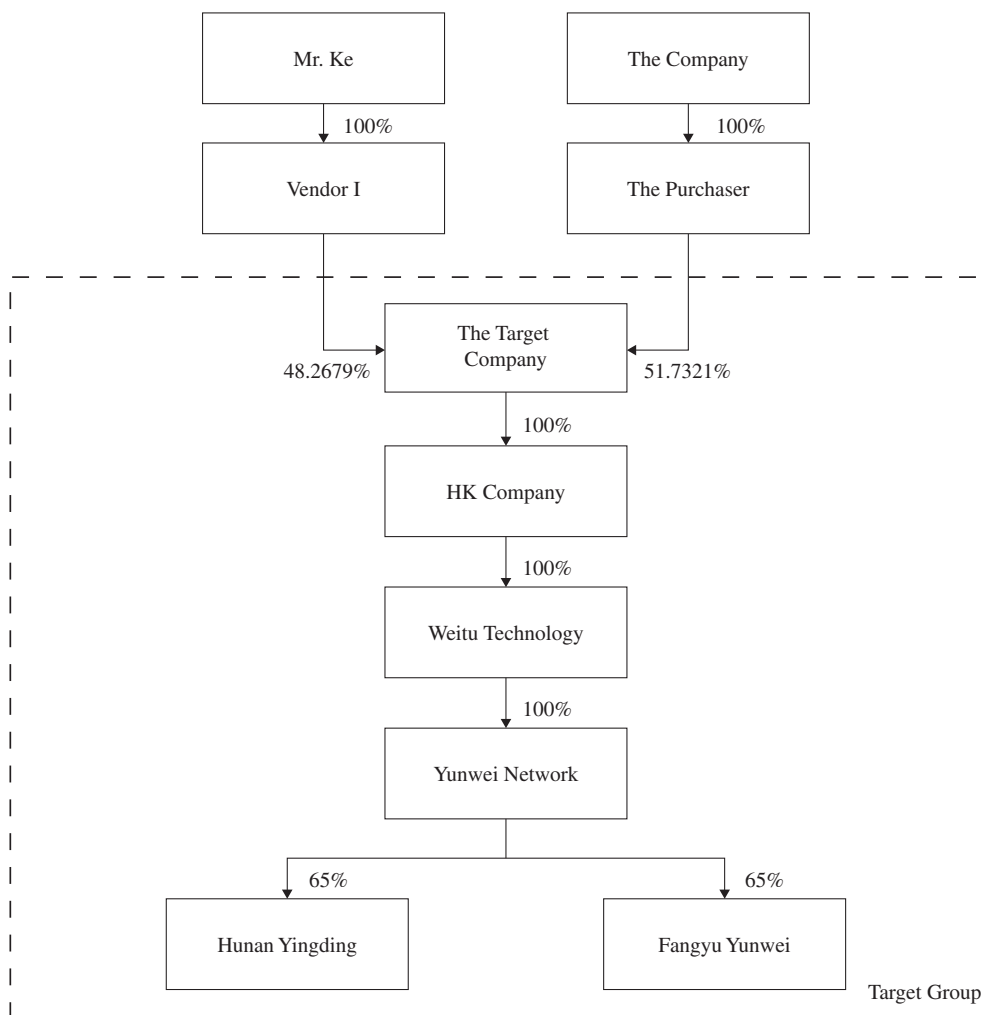 Mr. Ke
The Company
100%
100%
Vendor I
The Purchaser
The Target
Company
48.2679%
51.7321%
100%
HK Company
100%
Weitu Technology
100%
Yunwei Network
65%
65%
Hunan Yingding
Fangyu Yunwei
Target Group